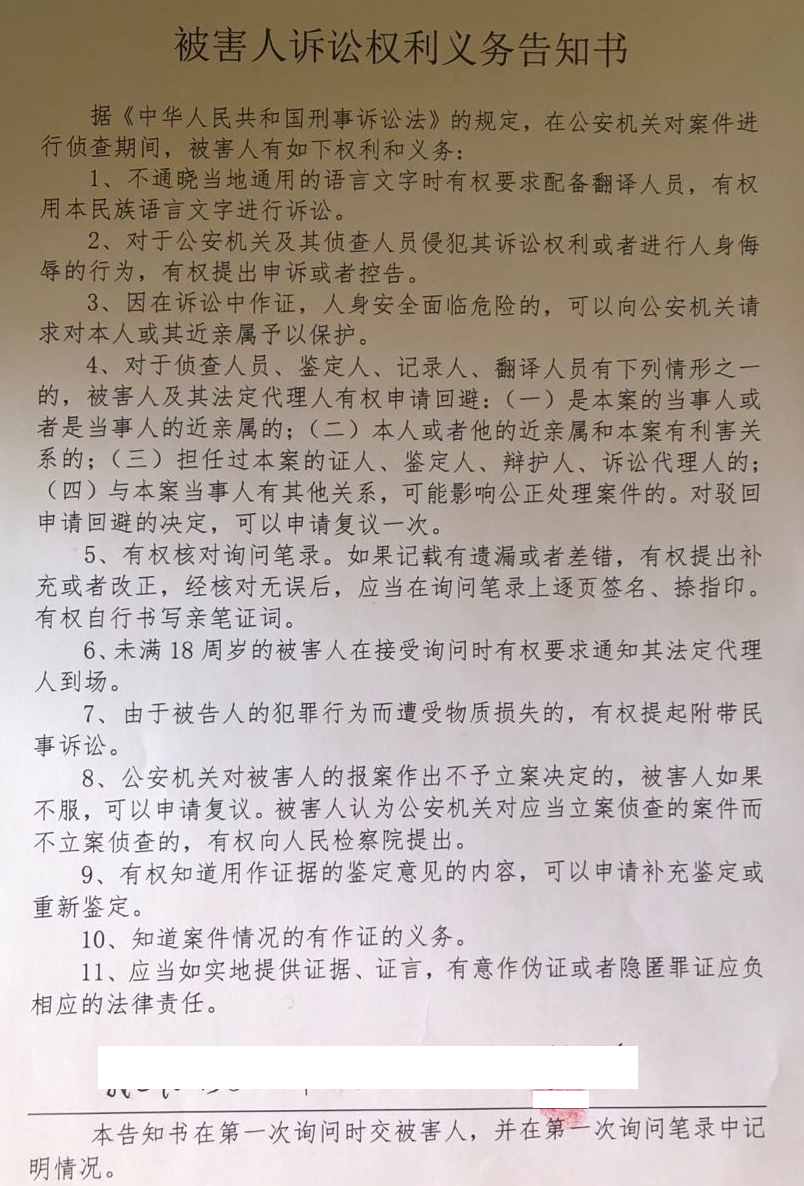 被害人诉讼权利义务告知书
据《中华人民共和国刑事诉讼法》的规定，在公安机关对案件进
行侦查期间，被害人有如下权利和义务：
1、不通晓当地通用的语言文字时有权要求配备翻译人员，有权
用本民族语言文字进行诉讼。
2、对于公安机关及其侦查人员侵犯其诉讼权利或者进行人身侮
辱的行为，有权提出申诉或者控告。
3、因在诉讼中作证，人身安全面临危险的，可以向公安机关请
求对本人或其近亲属予以保护。
4、对于侦查人员、鉴定人、记录人、翻译人员有下列情形之一
的，被害人及其法定代理人有权申请回避：（一）是本案的当事人或
者是当事人的近亲属的；（二）本人或者他的近亲属和本案有利害关
系的；（三）担任过本案的证人、鉴定人、辩护人、诉讼代理人的；
（四）与本案当事人有其他关系，可能影响公正处理案件的。对驳回
申请回避的决定，可以申请复议一次。
5、有权核对询问笔录。如果记载有遗漏或者差错，有权提出补
充或者改正，经核对无误后，应当在询问笔录上逐页签名、捺指印。
有权自行书写亲笔证词。
6、未满 18 周岁的被害人在接受询问时有权要求通知其法定代理
人到场。
7、由于被告人的犯罪行为而遭受物质损失的，有权提起附带民
事诉讼。
8、公安机关对被害人的报案作出不予立案决定的，被害人如果
不服，可以申请复议。被害人认为公安机关对应当立案侦查的案件而
不立案侦查的，有权向人民检察院提出。
9、有权知道用作证据的鉴定意见的内容，可以申请补充鉴定或
重新鉴定。
10、知道案件情况的有作证的义务。
11、应当如实地提供证据、证言，有意作伪证或者隐匿罪证应负
相应的法律责任。
本告知书在第一次询问时交被害人，并在第一次询问笔录中记
明情况。